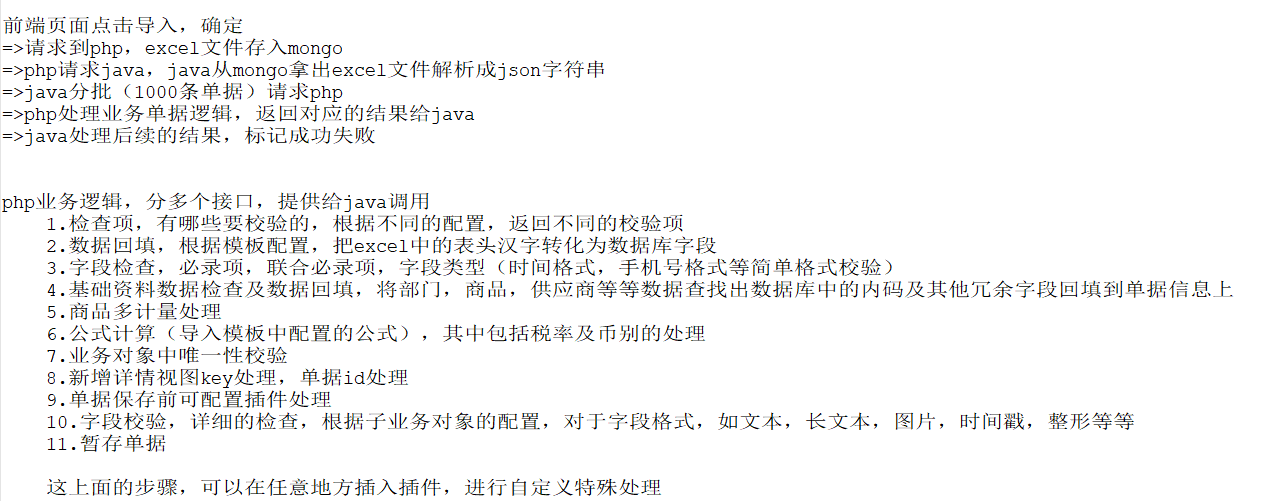 前端页面点击导入，确定
=>请求到php，excel文件存入mongo
=>php请求java，java从mongo拿出excel文件解析成json字符串
=>java分批（1000条单据）请求php
=>php处理业务单据逻辑，返回对应的结果给java
=>java处理后续的结果，标记成功失败
php业务逻辑，分多个接口，提供给java调用
1.检查项，有哪些要校验的，根据不同的配置，返回不同的校验项
2.数据回填，根据模板配置，把excel中的表头汉字转化为数据库字段
3.字段检查，必录项，联合必录项，字段类型（时间格式，手机号格式等简单格式校验）
4.基础资料数据检查及数据回填，将部门，商品，供应商等等数据查找出数据库中的内码及其他冗余字段回填到单据信息上
5.商品多计量处理
6.公式计算（导入模板中配置的公式），其中包括税率及币别的处理
7.业务对象中唯一性校验
8.新增详情视图key处理，单据id处理
9.单据保存前可配置插件处理
10.字段校验，详细的检查，根据子业务对象的配置，对于字段格式，如文本，长文本，图片，时间戳，整形等等
11.暂存单据
这上面的步骤，可以在任意地方插入插件，进行自定义特殊处理